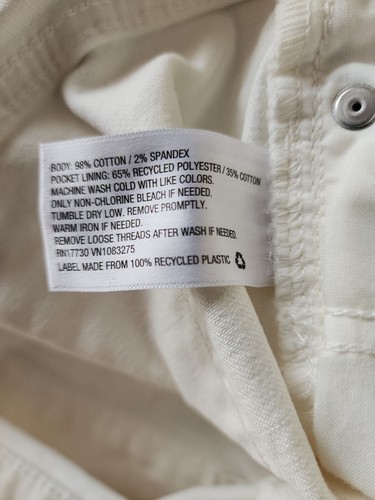 BODY: 98% COTTON / 2% SPANDEX
POCKET LINING: 65% RECYCLED POLYESTER / 35% COTTON
MACHINE WASH COLD WITH LIKE COLORS.
ONLY NON-CHLORINE BLEACH IF NEEDED.
TUMBLE DRY LOW. REMOVE PROMPTLY.
WARM IRON IF NEEDED.
REMOVE LOOSE THREADS AFTER WASH IF NEEDED.
RN17730 VN1083275
LABEL MADE FROM 100% RECYCLED PLASTIC